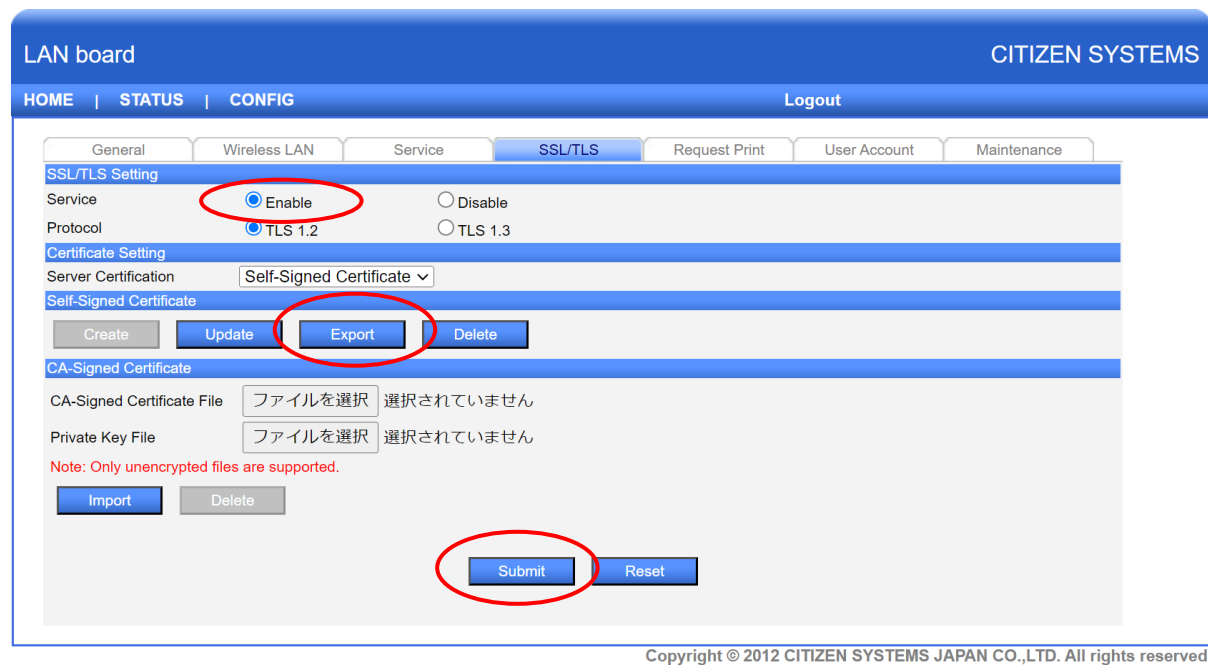 LAN board CITIZEN SYSTEMS
HOME | STATUS | CONFIG Logout
General Wireless LAN Service SSL/TLS Request Print User Account Maintenance
SSL/TLS Setting
Service Enable Disable
Protocol TLS 1.2 TLS 1.3
Certificate Setting
Server Certification Self-Signed Certificate
Self-Signed Certificate
Create Update Export Delete
CA-Signed Certificate
CA-Signed Certificate File ファイルを選択 選択されていません
Private Key File ファイルを選択 選択されていません
Note: Only unencrypted files are supported.
Import Delete
Submit Reset
Copyright © 2012 CITIZEN SYSTEMS JAPAN CO.,LTD. All rights reserved